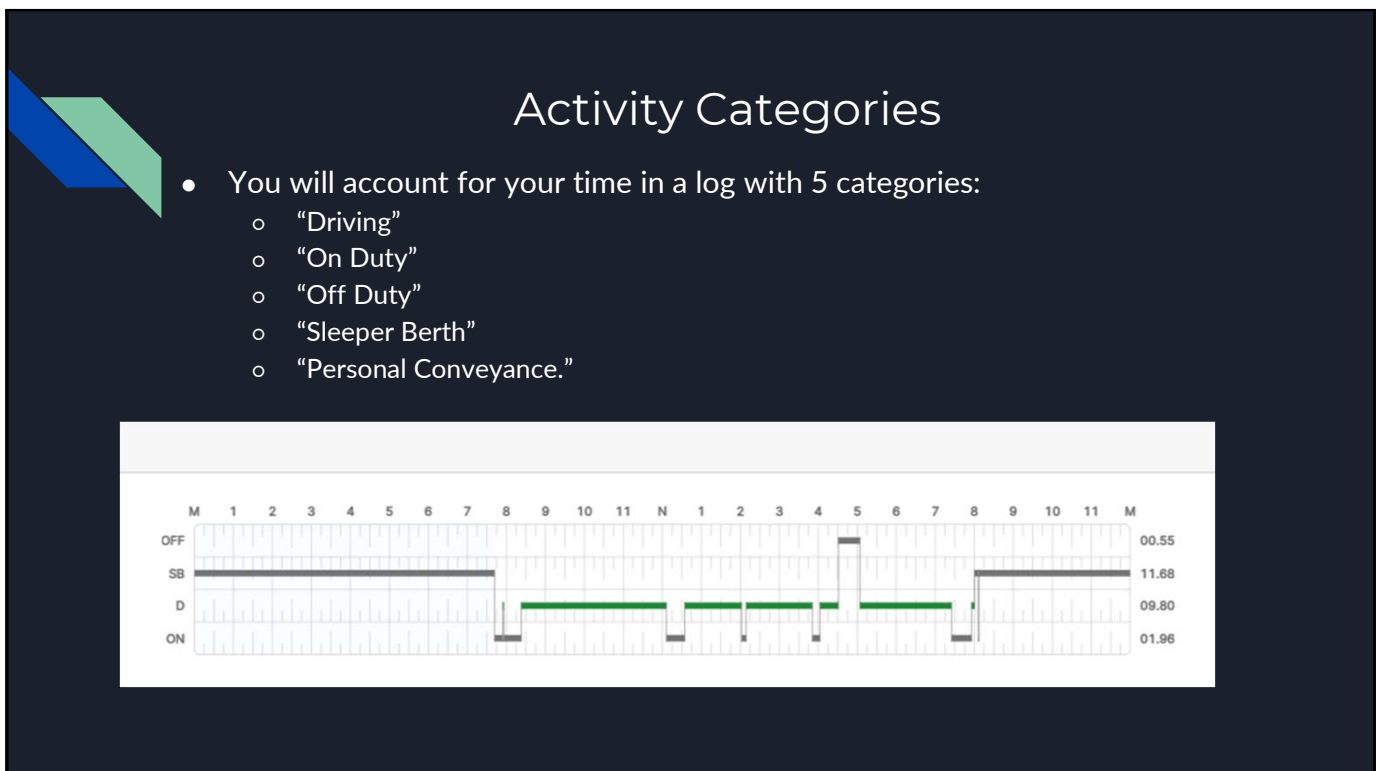 Activity Categories
● You will account for your time in a log with 5 categories:
○ “Driving”
○ “On Duty”
○ “Off Duty”
○ “Sleeper Berth”
○ “Personal Conveyance.”
M 1 2 3 4 5 6 7 8 9 10 11 N 1 2 3 4 5 6 7 8 9 10 11 M
OFF 00.55
SB 11.68
D 09.80
ON 01.96